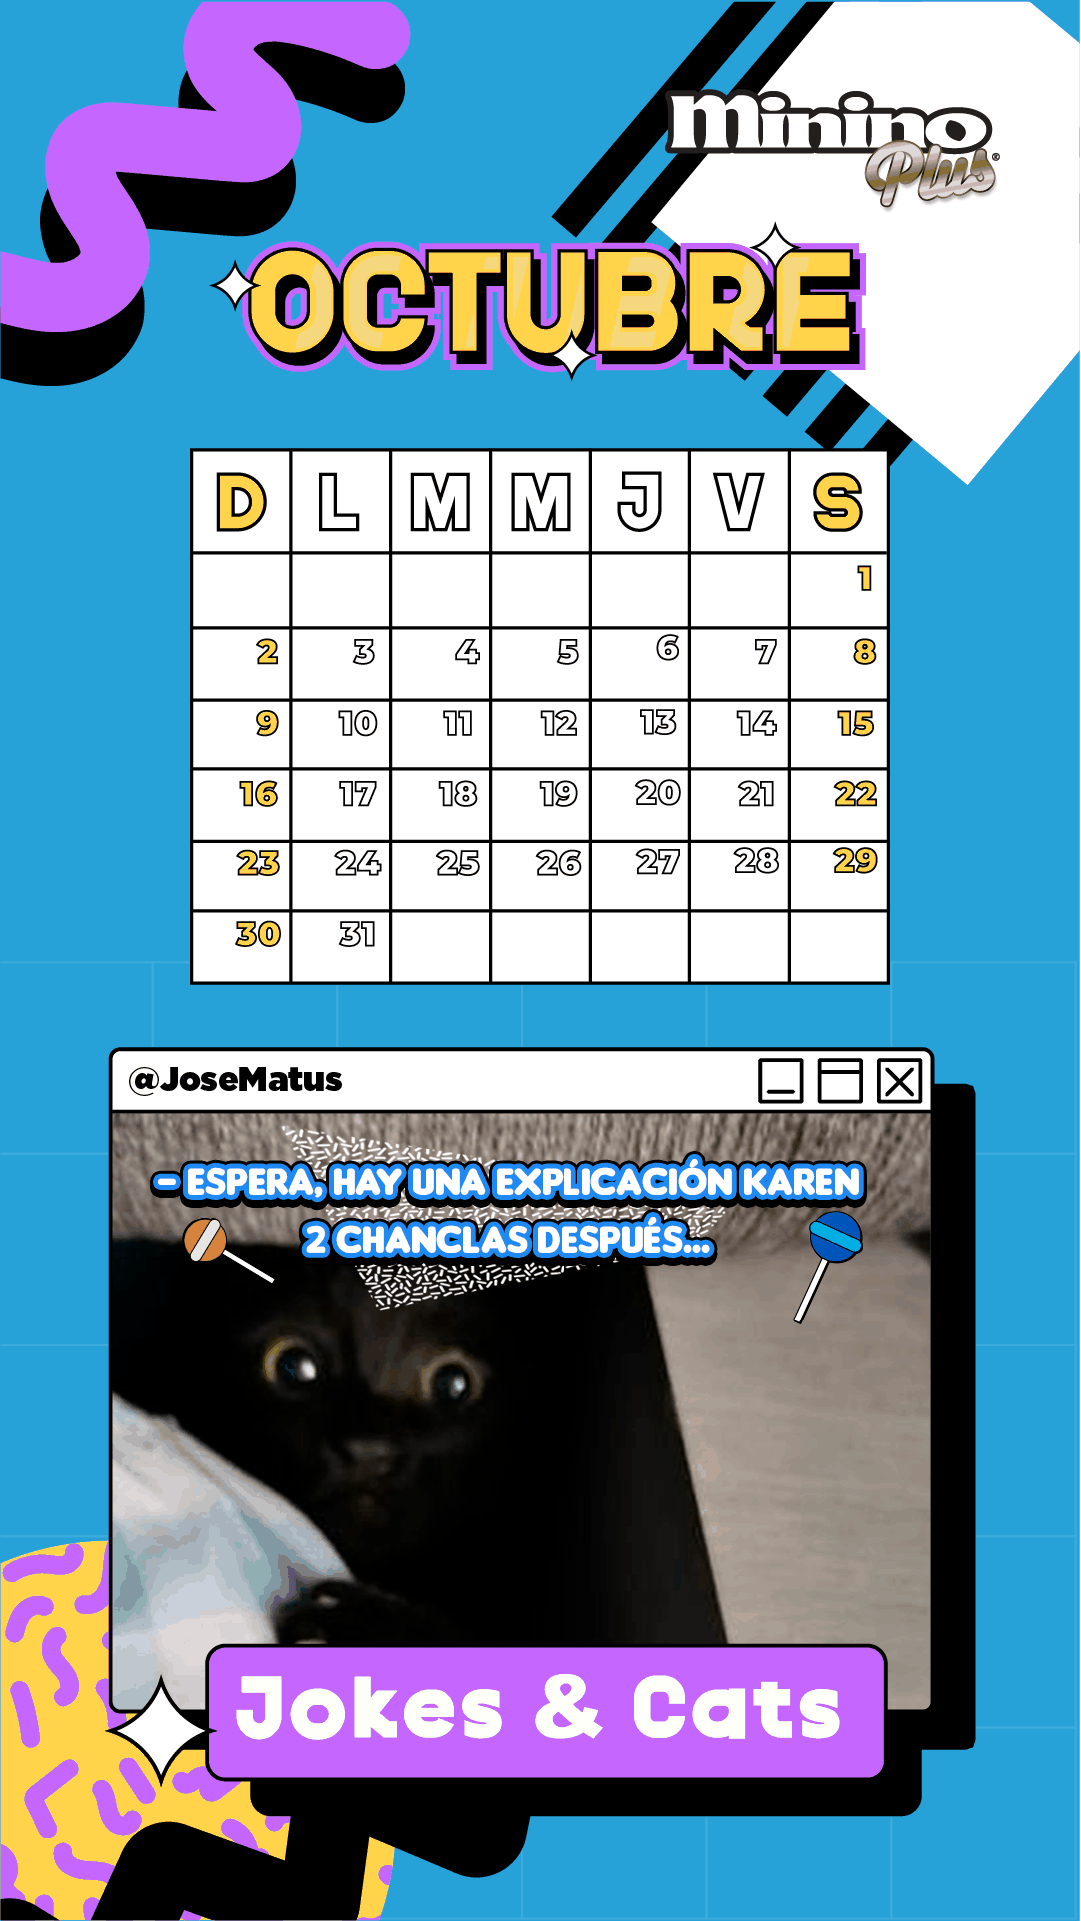 Minino
Plus®
OCTUBRE
D L M M J V S
1
2 3 4 5 6 7 8
9 10 11 12 13 14 15
16 17 18 19 20 21 22
23 24 25 26 27 28 29
30 31
@JoseMatus
- ESPERA, HAY UNA EXPLICACIÓN KAREN
2 CHANCLAS DESPUÉS...
Jokes & Cats